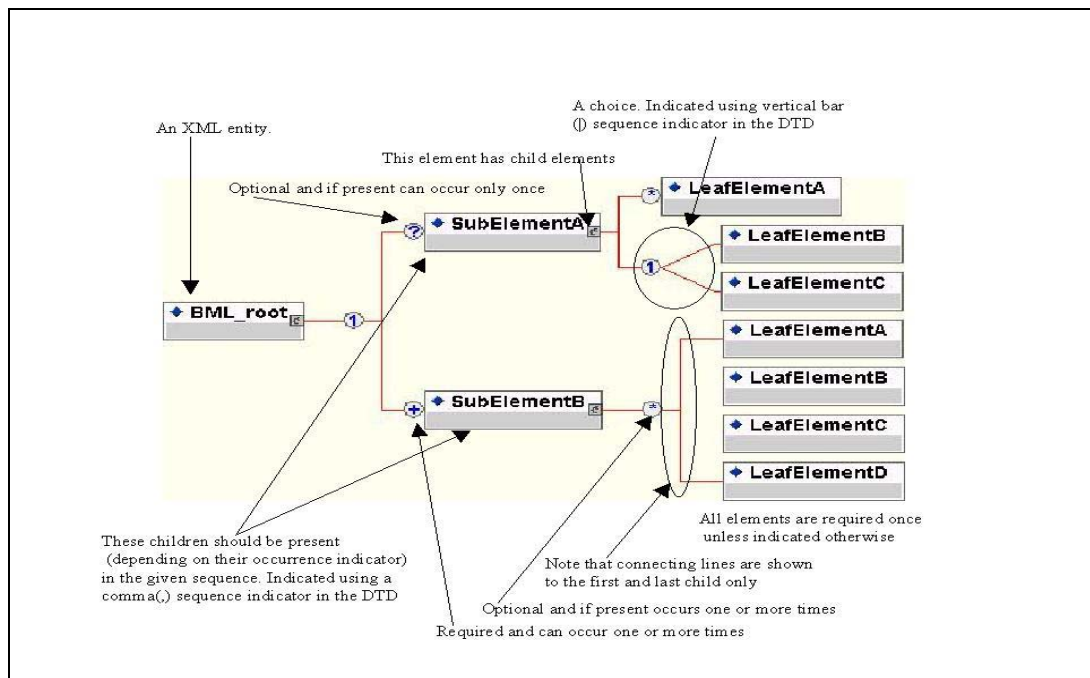 A choice. Indicated using vertical bar
(|) sequence indicator in the DTD
An XML entity.
This element has child elements
Optional and if present can occur only once
LeafElementA
*
SubElementA
c
?
LeafElementB
1
LeafElementC
BML_root
c
1
LeafElementA
LeafElementB
SubElementB
c
+
*
LeafElementC
LeafElementD
All elements are required once
unless indicated otherwise
These children should be present
(depending on their occurrence indicator)
in the given sequence. Indicated using a
comma(,) sequence indicator in the DTD
Note that connecting lines are shown
to the first and last child only
Optional and if present occurs one or more times
Required and can occur one or more times